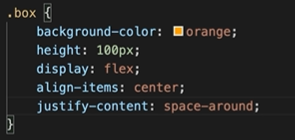 .box {
background-color: orange;
height: 100px;
display: flex;
align-items: center;
justify-content: space-around;
}